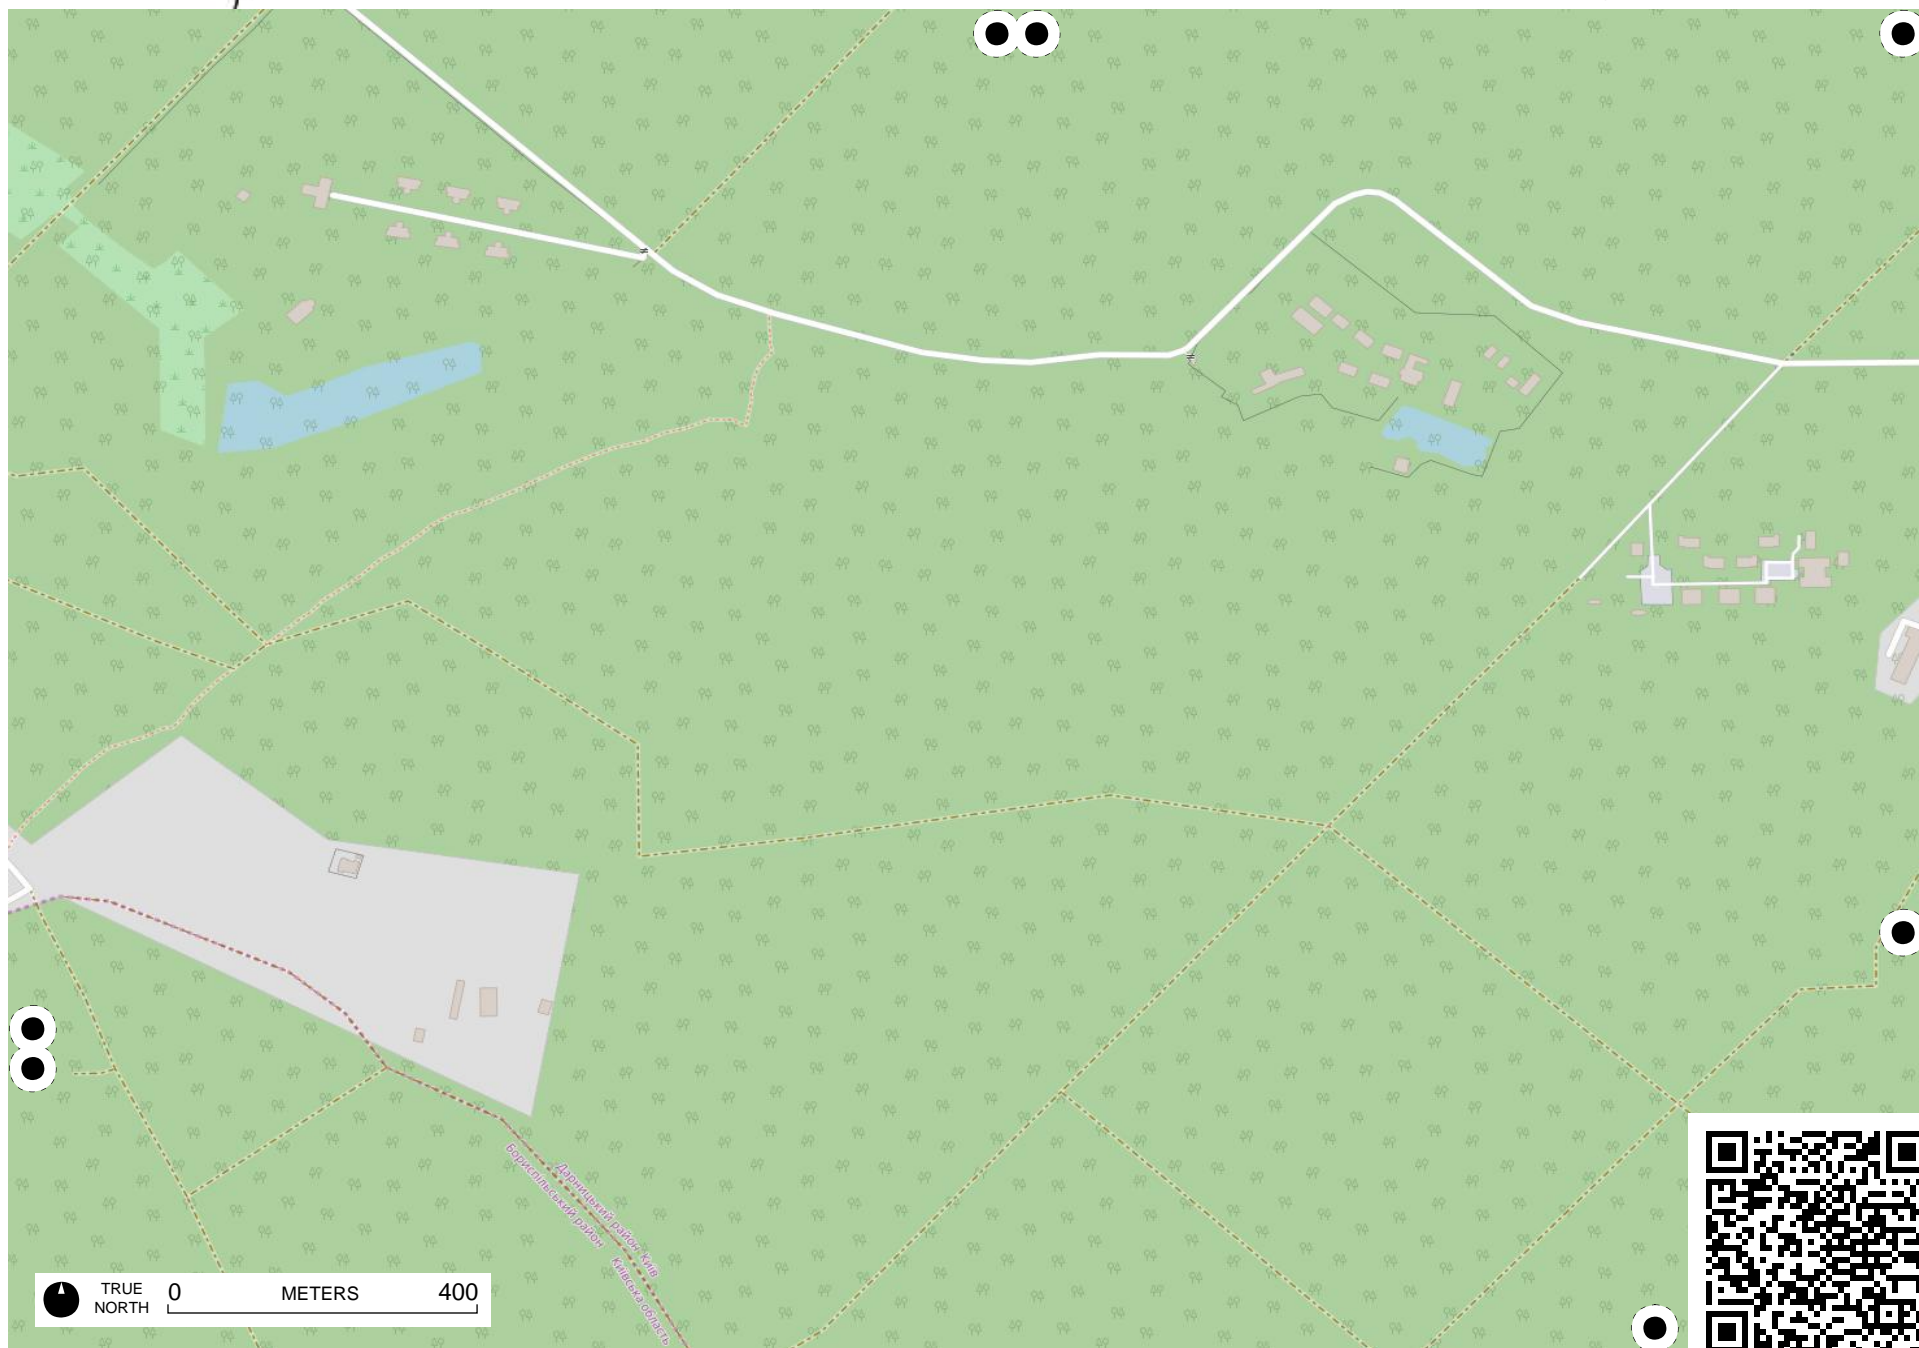 Дарницький район
Київ
Бориспільський район
Київська область
TRUE
NORTH
0 METERS 400